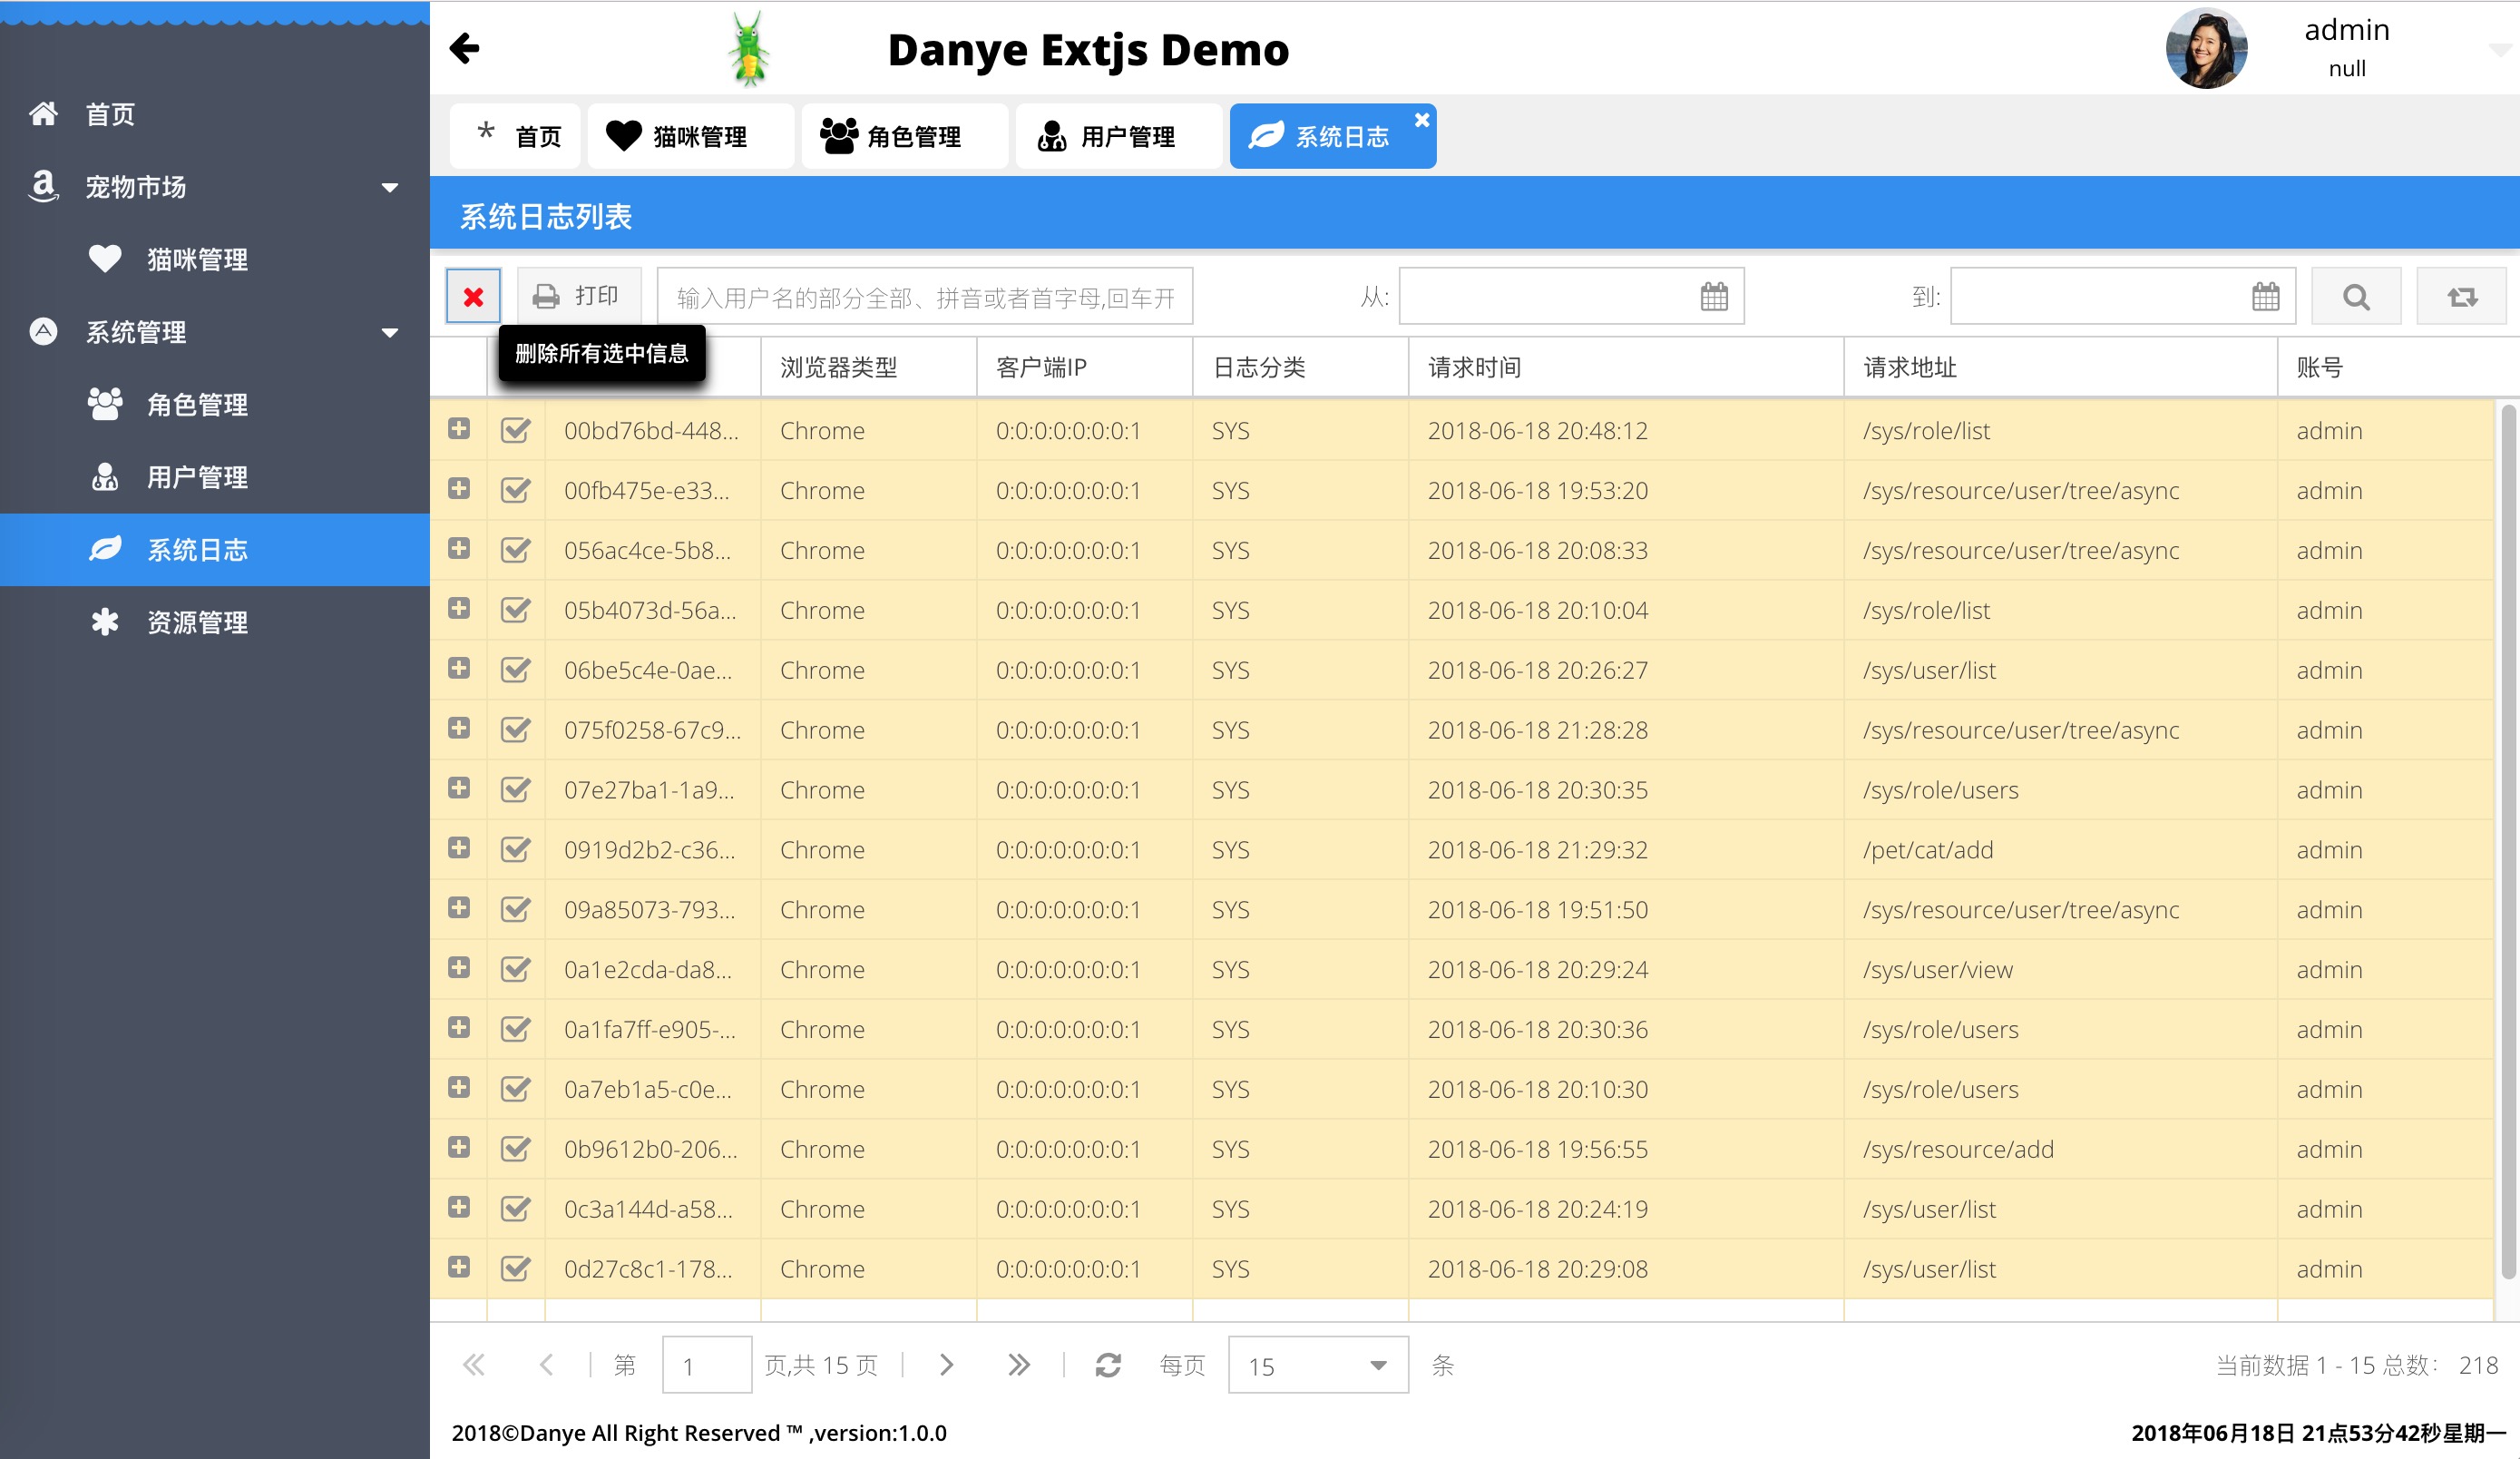 Danye Extjs Demo
admin
null
首页
宠物市场
猫咪管理
系统管理
角色管理
用户管理
系统日志
资源管理
首页 猫咪管理 角色管理 用户管理 系统日志
系统日志列表
打印 输入用户名的部分全部、拼音或者首字母,回车开 从: 到:
删除所有选中信息
浏览器类型 客户端IP 日志分类 请求时间 请求地址 账号
00bd76bd-448... Chrome 0:0:0:0:0:0:0:1 SYS 2018-06-18 20:48:12 /sys/role/list admin
00fb475e-e33... Chrome 0:0:0:0:0:0:0:1 SYS 2018-06-18 19:53:20 /sys/resource/user/tree/async admin
056ac4ce-5b8... Chrome 0:0:0:0:0:0:0:1 SYS 2018-06-18 20:08:33 /sys/resource/user/tree/async admin
05b4073d-56a... Chrome 0:0:0:0:0:0:0:1 SYS 2018-06-18 20:10:04 /sys/role/list admin
06be5c4e-0ae... Chrome 0:0:0:0:0:0:0:1 SYS 2018-06-18 20:26:27 /sys/user/list admin
075f0258-67c9... Chrome 0:0:0:0:0:0:0:1 SYS 2018-06-18 21:28:28 /sys/resource/user/tree/async admin
07e27ba1-1a9... Chrome 0:0:0:0:0:0:0:1 SYS 2018-06-18 20:30:35 /sys/role/users admin
0919d2b2-c36... Chrome 0:0:0:0:0:0:0:1 SYS 2018-06-18 21:29:32 /pet/cat/add admin
09a85073-793... Chrome 0:0:0:0:0:0:0:1 SYS 2018-06-18 19:51:50 /sys/resource/user/tree/async admin
0a1e2cda-da8... Chrome 0:0:0:0:0:0:0:1 SYS 2018-06-18 20:29:24 /sys/user/view admin
0a1fa7ff-e905-... Chrome 0:0:0:0:0:0:0:1 SYS 2018-06-18 20:30:36 /sys/role/users admin
0a7eb1a5-c0e... Chrome 0:0:0:0:0:0:0:1 SYS 2018-06-18 20:10:30 /sys/role/users admin
0b9612b0-206... Chrome 0:0:0:0:0:0:0:1 SYS 2018-06-18 19:56:55 /sys/resource/add admin
0c3a144d-a58... Chrome 0:0:0:0:0:0:0:1 SYS 2018-06-18 20:24:19 /sys/user/list admin
0d27c8c1-178... Chrome 0:0:0:0:0:0:0:1 SYS 2018-06-18 20:29:08 /sys/user/list admin
第 1 页,共 15 页 每页 15 条 当前数据 1 - 15 总数： 218
2018©Danye All Right Reserved ™ ,version:1.0.0 2018年06月18日 21点53分42秒星期一